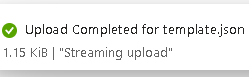 Upload Completed for template.json
1.15 KiB | "Streaming upload"